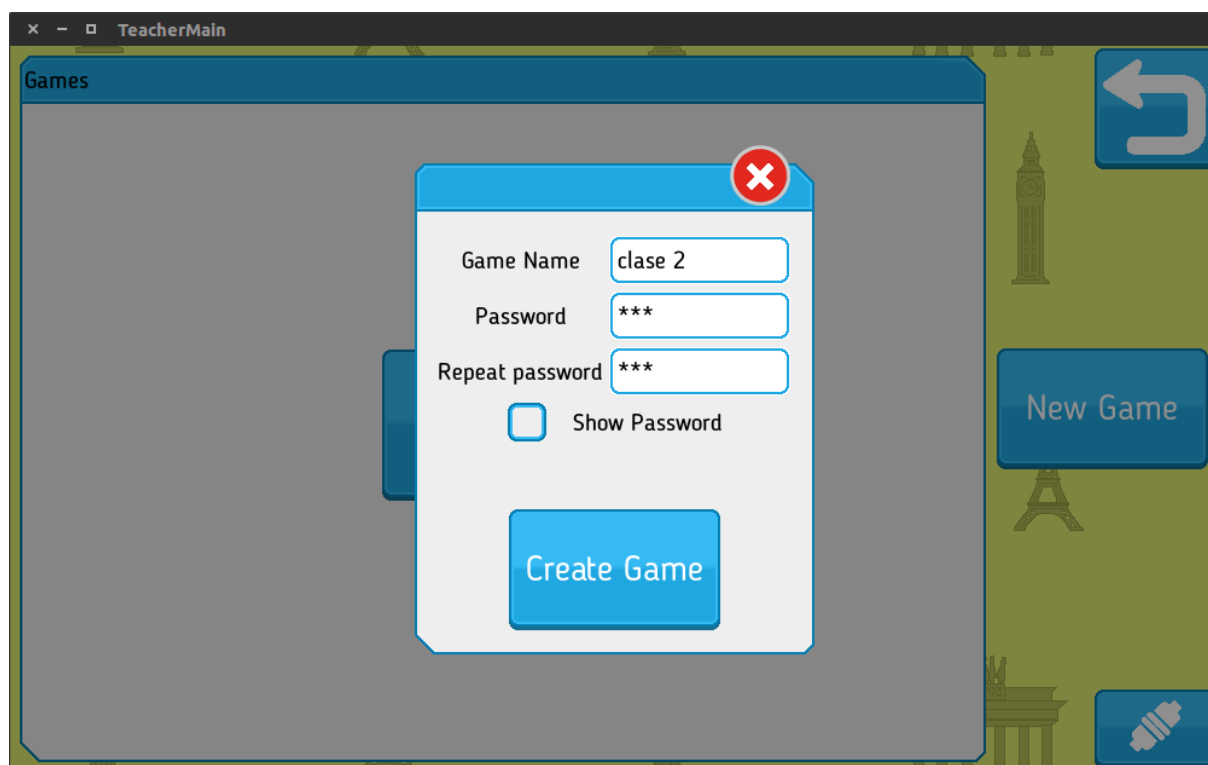 TeacherMain
Games
Game Name clase 2
Password ***
Repeat password ***
Show Password
New Game
Create Game